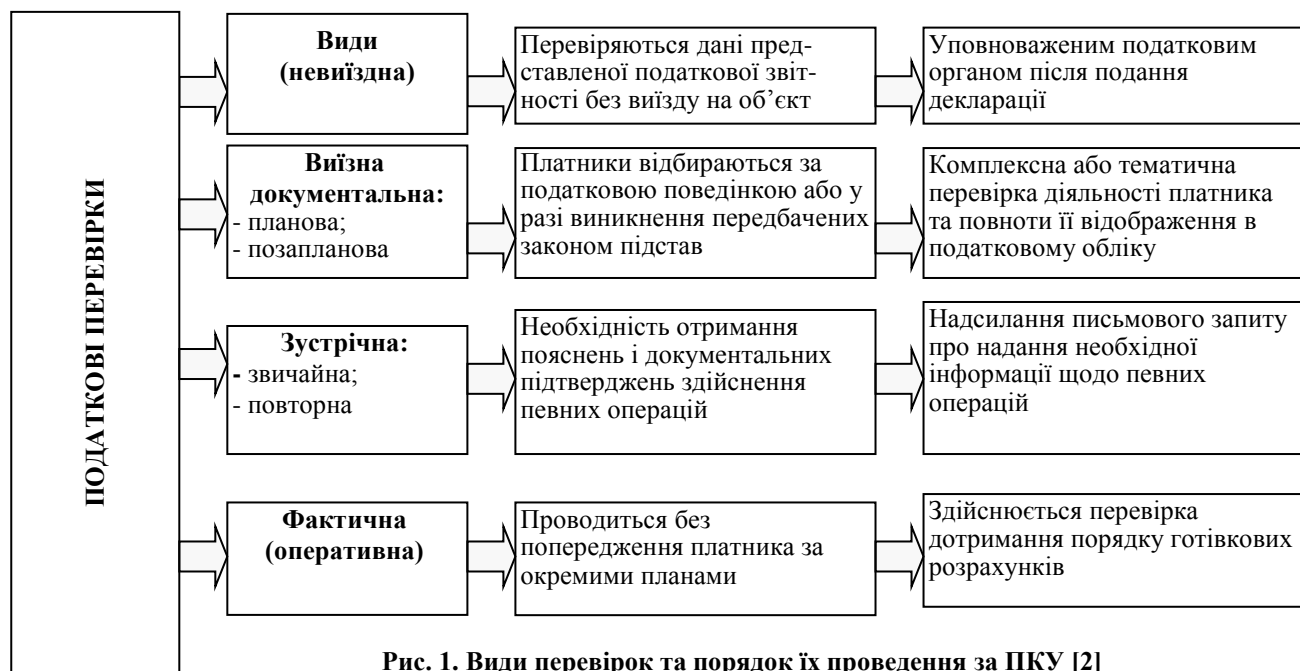 ПОДАТКОВІ ПЕРЕВІРКИ
Види
(невиїздна)
Перевіряються дані пред-
ставленої податкової звіт-
ності без виїзду на об’єкт
Уповноваженим податковим
органом після подання
декларації
Виїзна
документальна:
- планова;
- позапланова
Платники відбираються за
податковою поведінкою або у
разі виникнення передбачених
законом підстав
Комплексна або тематична
перевірка діяльності платника
та повноти її відображення в
податковому обліку
Зустрічна:
- звичайна;
- повторна
Необхідність отримання
пояснень і документальних
підтверджень здійснення
певних операцій
Надсилання письмового запиту
про надання необхідної
інформації щодо певних
операцій
Фактична
(оперативна)
Проводиться без
попередження платника за
окремими планами
Здійснюється перевірка
дотримання порядку готівкових
розрахунків
Рис. 1. Види перевірок та порядок їх проведення за ПКУ [2]